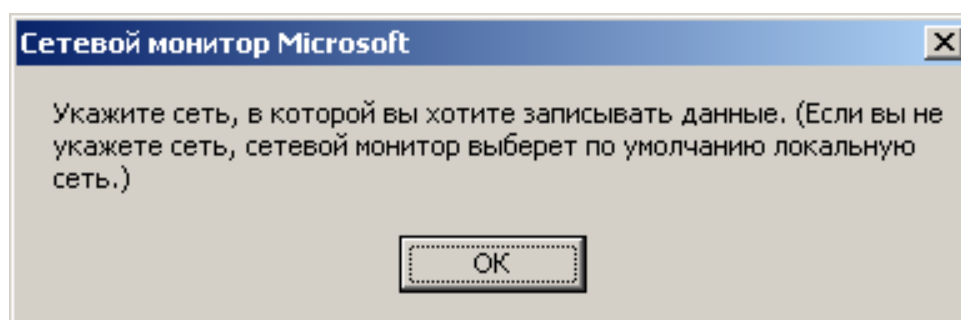 Сетевой монитор Microsoft
Укажите сеть, в которой вы хотите записывать данные. (Если вы не
укажете сеть, сетевой монитор выберет по умолчанию локальную
сеть.)
OK